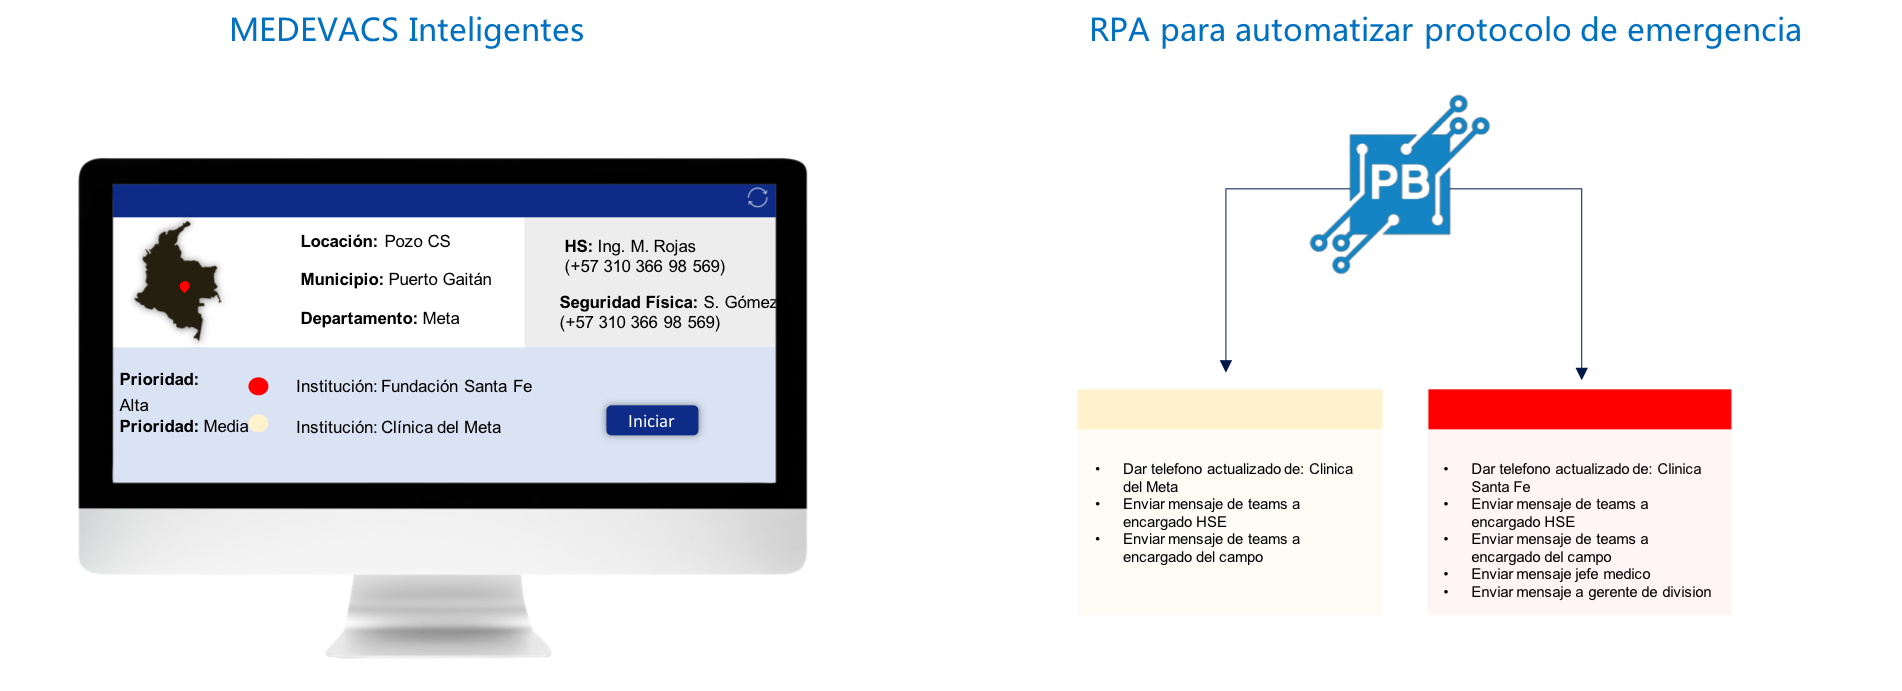 MEDEVACS Inteligentes
Locación: Pozo CS
Municipio: Puerto Gaitán
Departamento: Meta
HS: Ing. M. Rojas
(+57 310 366 98 569)
Seguridad Física: S. Gómez
(+57 310 366 98 569)
Prioridad:
Alta
Prioridad: Media
Institución: Fundación Santa Fe
Institución: Clínica del Meta
Iniciar
RPA para automatizar protocolo de emergencia
PB
• Dar telefono actualizado de: Clinica
del Meta
• Enviar mensaje de teams a
encargado HSE
• Enviar mensaje de teams a
encargado del campo
• Dar telefono actualizado de: Clinica
Santa Fe
• Enviar mensaje de teams a
encargado HSE
• Enviar mensaje de teams a
encargado del campo
• Enviar mensaje jefe medico
• Enviar mensaje a gerente de division